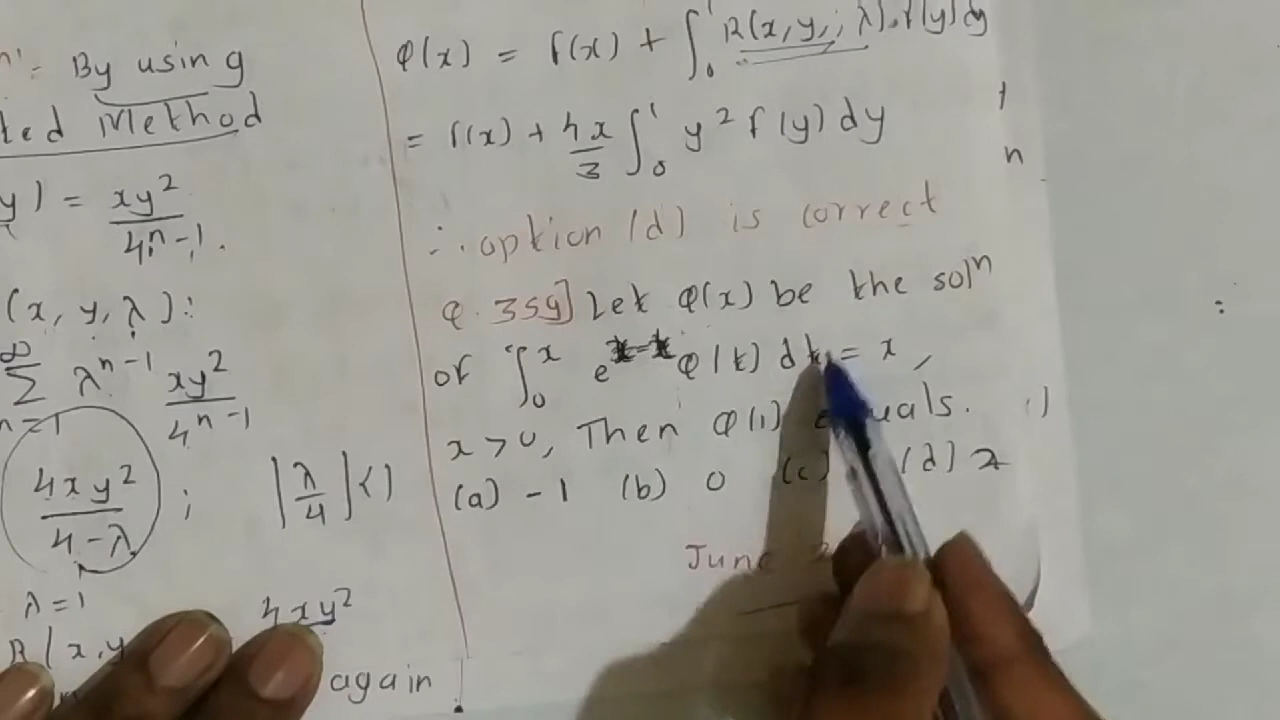 By using
ted Method
y) = xy²/4ⁿ⁻¹.
(x, y, λ):
∞ Σ n=1 λⁿ⁻¹ xy²/4ⁿ⁻¹
4xy²/4-λ ; |λ/4|<1
λ=1 4xy²
R(x,y
again
φ(x) = f(x) + ∫₀¹ R(x, y, λ) f(y) dy
= f(x) + 4x/3 ∫₀¹ y² f(y) dy
∴ option (d) is correct
Q. 359] Let φ(x) be the solⁿ
of ∫₀ˣ eˣ⁻ᵗ φ(t) dt = x,
x > 0, Then φ(1) equals.
(a) -1 (b) 0 (c) (d) 2
June